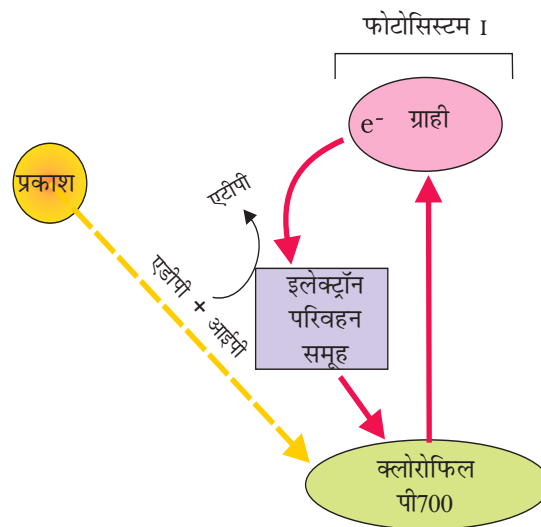 फोटोसिस्टम I
e- ग्राही
प्रकाश
एटीपी
एडीपी + आईपी
इलेक्ट्रॉन
परिवहन
समूह
क्लोरोफिल
पी700